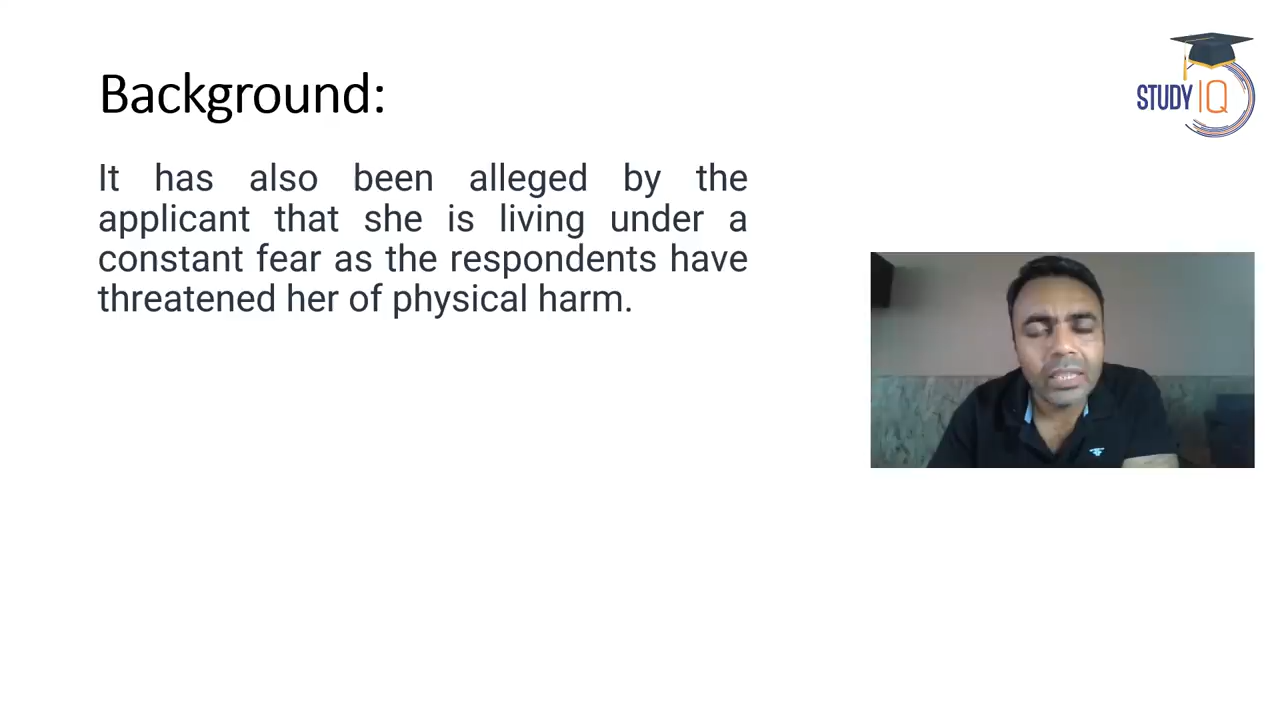 Background:
STUDY IQ
It has also been alleged by the
applicant that she is living under a
constant fear as the respondents have
threatened her of physical harm.